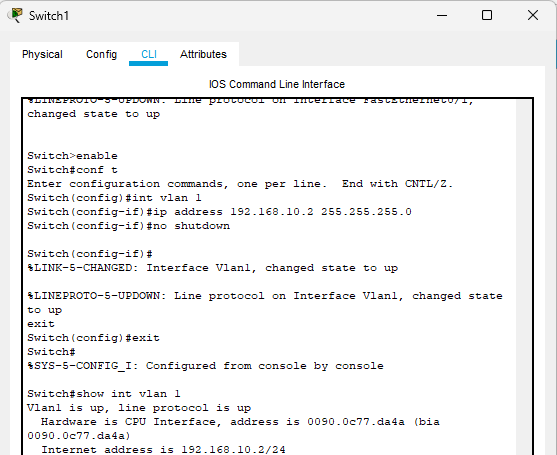 Switch1
Physical Config CLI Attributes
IOS Command Line Interface
%LINEPROTO-5-UPDOWN: Line protocol on Interface FastEthernet0/1,
changed state to up
Switch>enable
Switch#conf t
Enter configuration commands, one per line.  End with CNTL/Z.
Switch(config)#int vlan 1
Switch(config-if)#ip address 192.168.10.2 255.255.255.0
Switch(config-if)#no shutdown
Switch(config-if)#
%LINK-5-CHANGED: Interface Vlan1, changed state to up
%LINEPROTO-5-UPDOWN: Line protocol on Interface Vlan1, changed state
to up
exit
Switch(config)#exit
Switch#
%SYS-5-CONFIG_I: Configured from console by console
Switch#show int vlan 1
Vlan1 is up, line protocol is up
  Hardware is CPU Interface, address is 0090.0c77.da4a (bia
0090.0c77.da4a)
  Internet address is 192.168.10.2/24